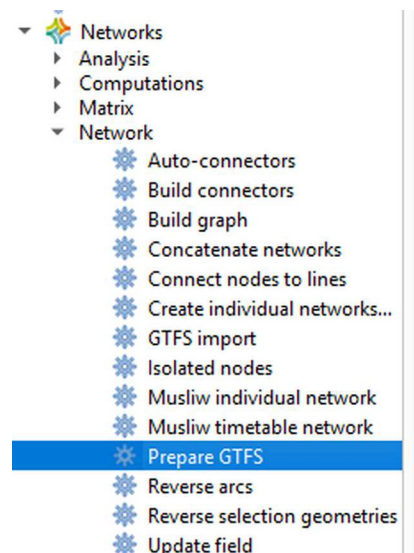 Networks
Analysis
Computations
Matrix
Network
Auto-connectors
Build connectors
Build graph
Concatenate networks
Connect nodes to lines
Create individual networks...
GTFS import
Isolated nodes
Musliw individual network
Musliw timetable network
Prepare GTFS
Reverse arcs
Reverse selection geometries
Update field